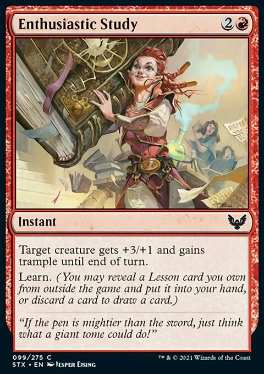 Enthusiastic Study 2
Instant
Target creature gets +3/+1 and gains
trample until end of turn.
Learn. (You may reveal a Lesson card you own
from outside the game and put it into your hand,
or discard a card to draw a card.)
“If the pen is mightier than the sword, just think
what a giant tome could do!”
099/275 C
STX • EN Jesper Ejsing ™ & © 2021 Wizards of the Coast